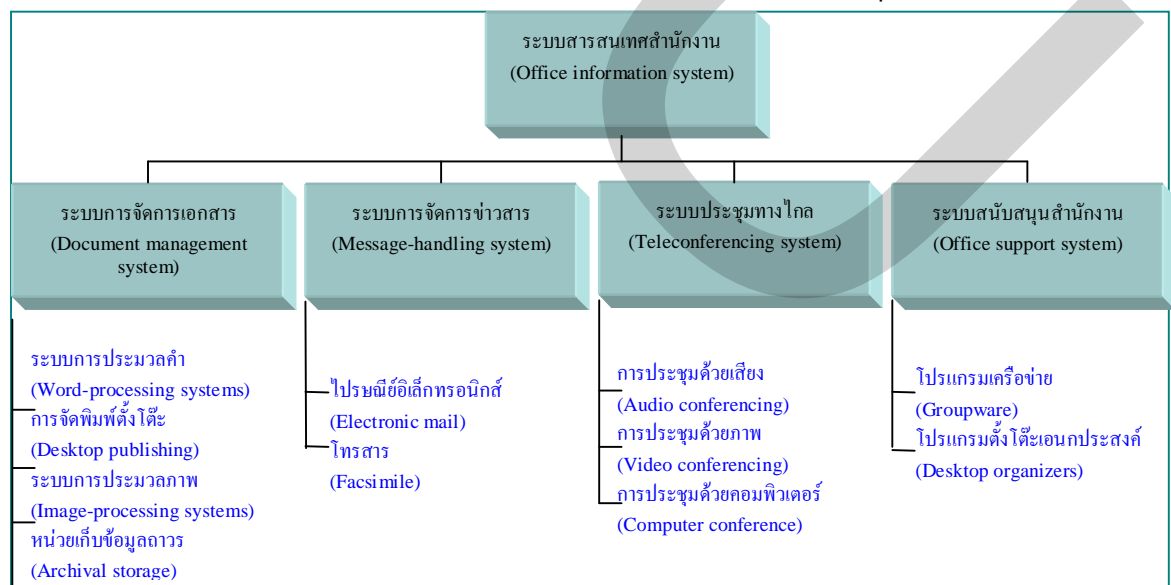 ระบบสารสนเทศสำนักงาน
(Office information system)
ระบบการจัดการเอกสาร
(Document management
system)
ระบบการจัดการข่าวสาร
(Message-handling system)
ระบบประชุมทางไกล
(Teleconferencing system)
ระบบสนับสนุนสำนักงาน
(Office support system)
ระบบการประมวลคำ
(Word-processing systems)
การจัดพิมพ์ตั้งโต๊ะ
(Desktop publishing)
ระบบการประมวลภาพ
(Image-processing systems)
หน่วยเก็บข้อมูลถาวร
(Archival storage)
ไปรษณีย์อิเล็กทรอนิกส์
(Electronic mail)
โทรสาร
(Facsimile)
การประชุมด้วยเสียง
(Audio conferencing)
การประชุมด้วยภาพ
(Video conferencing)
การประชุมด้วยคอมพิวเตอร์
(Computer conference)
โปรแกรมเครือข่าย
(Groupware)
โปรแกรมตั้งโต๊ะเอนกประสงค์
(Desktop organizers)